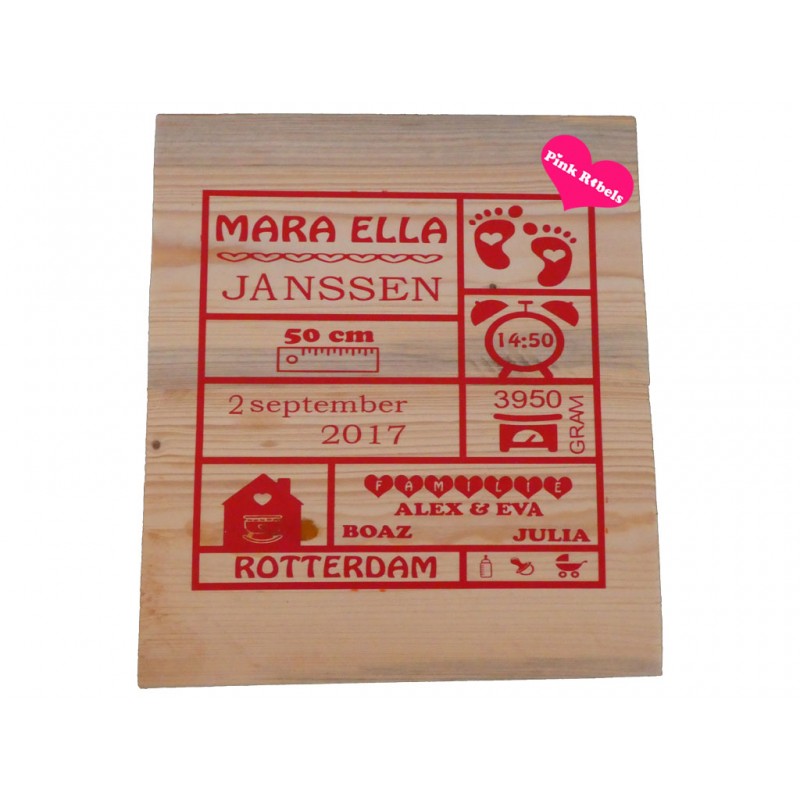 Pink Ribels
MARA ELLA
JANSSEN
50 cm
14:50
2 september
2017
3950
GRAM
FAMILIE
ALEX & EVA
BOAZ JULIA
ROTTERDAM